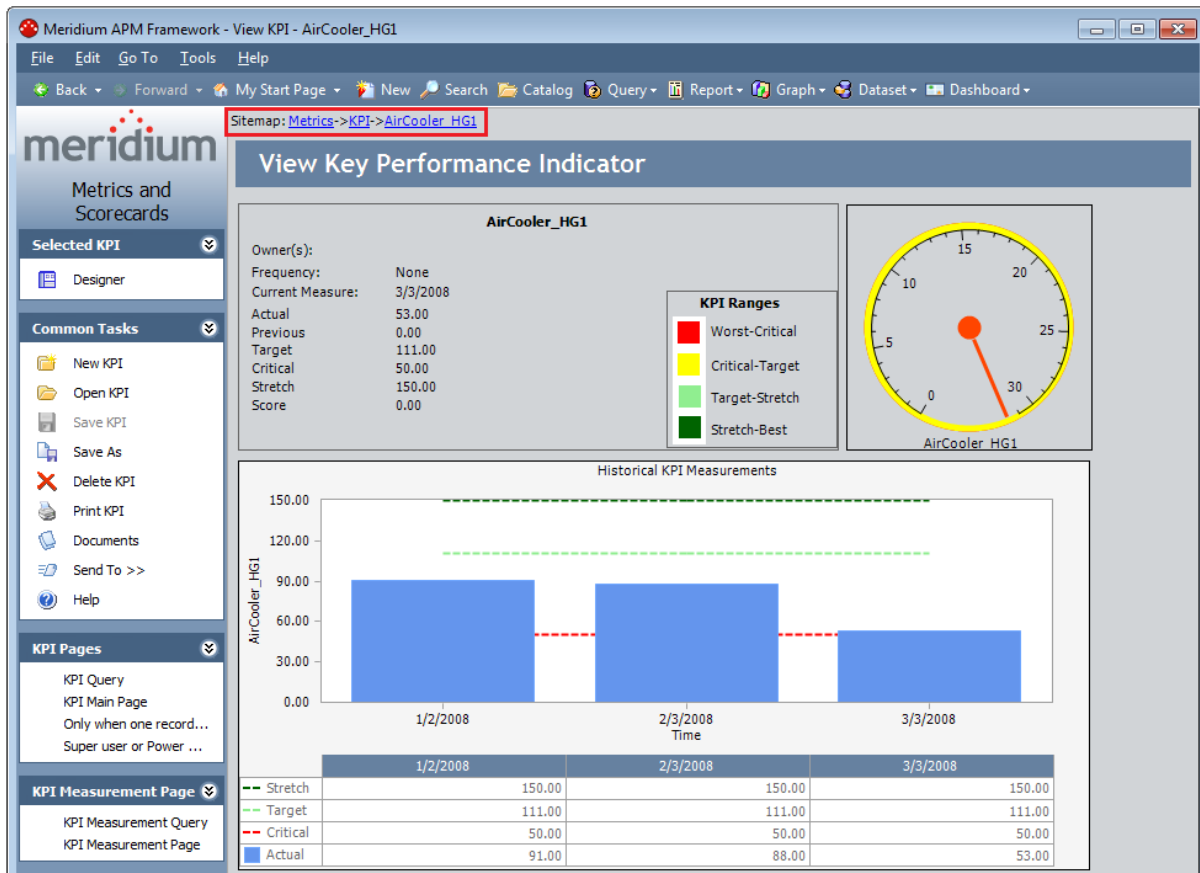 Meridium APM Framework - View KPI - AirCooler_HG1
File Edit Go To Tools Help
Back Forward My Start Page New Search Catalog Query Report Graph Dataset Dashboard
Sitemap: Metrics->KPI->AirCooler_HG1
meridium
Metrics and
Scorecards
Selected KPI
Designer
Common Tasks
New KPI
Open KPI
Save KPI
Save As
Delete KPI
Print KPI
Documents
Send To >>
Help
KPI Pages
KPI Query
KPI Main Page
Only when one record...
Super user or Power ...
KPI Measurement Page
KPI Measurement Query
KPI Measurement Page
View Key Performance Indicator
AirCooler_HG1
Owner(s):
Frequency: None
Current Measure: 3/3/2008
Actual 53.00
Previous 0.00
Target 111.00
Critical 50.00
Stretch 150.00
Score 0.00
KPI Ranges
Worst-Critical
Critical-Target
Target-Stretch
Stretch-Best
0 5 10 15 20 25 30
AirCooler_HG1
Historical KPI Measurements
AirCooler_HG1
150.00
120.00
90.00
60.00
30.00
0.00
1/2/2008 2/3/2008 3/3/2008
Time
1/2/2008 2/3/2008 3/3/2008
Stretch 150.00 150.00 150.00
Target 111.00 111.00 111.00
Critical 50.00 50.00 50.00
Actual 91.00 88.00 53.00